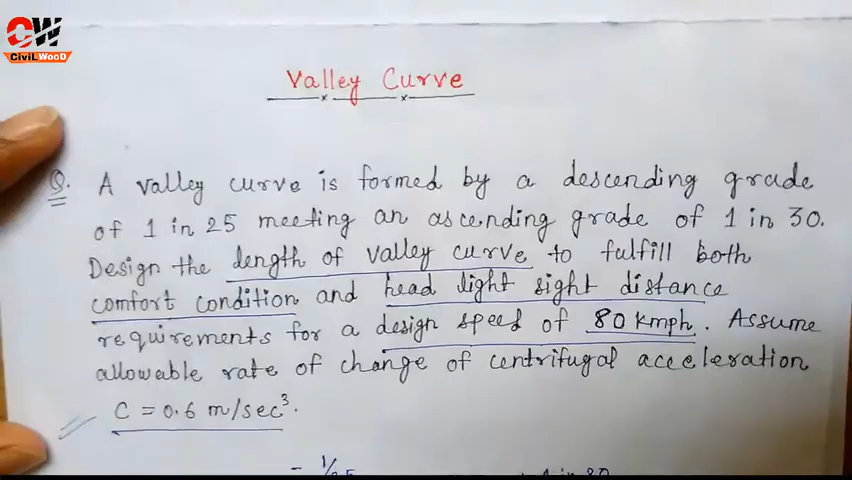 CW
CIVILWOOD
Valley Curve
Q. A valley curve is formed by a descending grade
of 1 in 25 meeting an ascending grade of 1 in 30.
Design the length of valley curve to fulfill both
comfort condition and head light sight distance
requirements for a design speed of 80 kmph. Assume
allowable rate of change of centrifugal acceleration
C = 0.6 m/sec³.